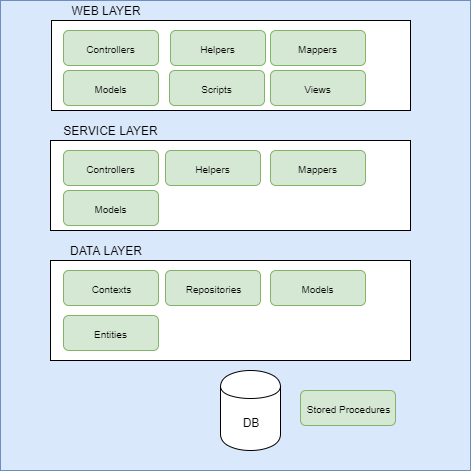 WEB LAYER
Controllers Helpers Mappers
Models Scripts Views
SERVICE LAYER
Controllers Helpers Mappers
Models
DATA LAYER
Contexts Repositories Models
Entities
DB
Stored Procedures